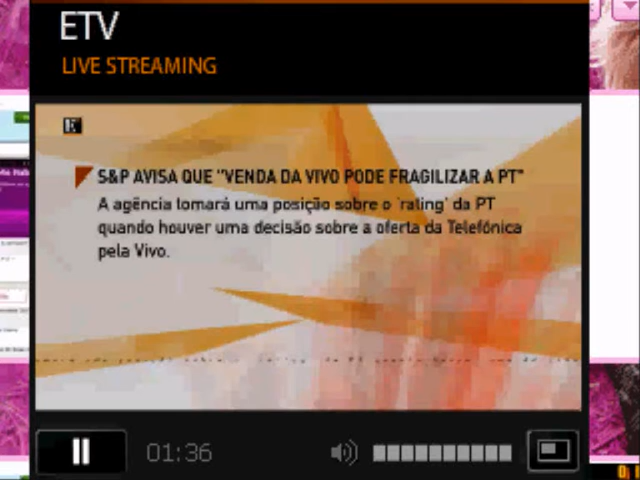 ETV
LIVE STREAMING
E
S&P AVISA QUE "VENDA DA VIVO PODE FRAGILIZAR A PT"
A agência tomará uma posição sobre o 'rating' da PT
quando houver uma decisão sobre a oferta da Telefónica
pela Vivo.
01:36